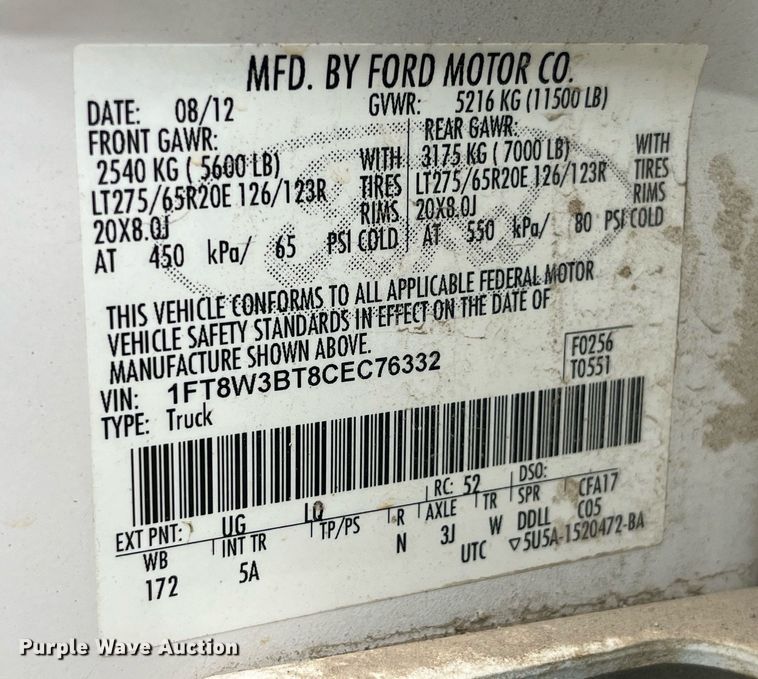 MFD. BY FORD MOTOR CO.
DATE: 08/12 GVWR: 5216 KG (11500 LB)
FRONT GAWR: REAR GAWR:
2540 KG ( 5600 LB) WITH 3175 KG ( 7000 LB) WITH
LT275/65R20E 126/123R TIRES LT275/65R20E 126/123R TIRES
20X8.0J RIMS 20X8.0J RIMS
AT 450 kPa/ 65 PSI COLD AT 550 kPa/ 80 PSI COLD
THIS VEHICLE CONFORMS TO ALL APPLICABLE FEDERAL MOTOR
VEHICLE SAFETY STANDARDS IN EFFECT ON THE DATE OF
MANUFACTURE SHOWN ABOVE.
F0256
VIN: 1FT8W3BT8CEC76332
T0551
TYPE: Truck
EXT PNT: UG LQ RC: 52 DSO:
WB INT TR TP/PS R AXLE TR SPR CFA17
172 5A N 3J W DDLL C05
UTC ▽5U5A-1520472-BA
Purple Wave Auction